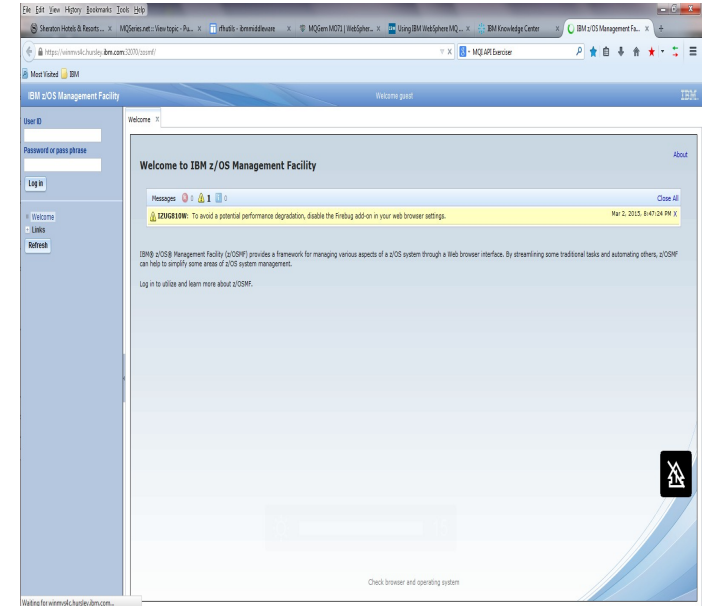 File Edit View History Bookmarks Tools Help
Sheraton Hotels & Resorts ... X MQSeries.net :: View topic - Pu... X rfhutils - ibmmiddleware X MQGem MO71 | WebSpher... X Using IBM WebSphere MQ ... X IBM Knowledge Center X IBM z/OS Management Fa... X +
https://winmvs4c.hursley.ibm.com:32070/zosmf/ MQI API Exerciser
Most Visited IBM
IBM z/OS Management Facility Welcome guest IBM.
User ID
Password or pass phrase
Log in
Welcome
Links
Refresh
Welcome X
About
Welcome to IBM z/OS Management Facility
Messages 0 1 0 Close All
IZUG810W: To avoid a potential performance degradation, disable the Firebug add-on in your web browser settings. Mar 2, 2015, 8:47:24 PM X
IBM® z/OS® Management Facility (z/OSMF) provides a framework for managing various aspects of a z/OS system through a Web browser interface. By streamlining some traditional tasks and automating others, z/OSMF
can help to simplify some areas of z/OS system management.
Log in to utilize and learn more about z/OSMF.
Check browser and operating system
Waiting for winmvs4c.hursley.ibm.com...